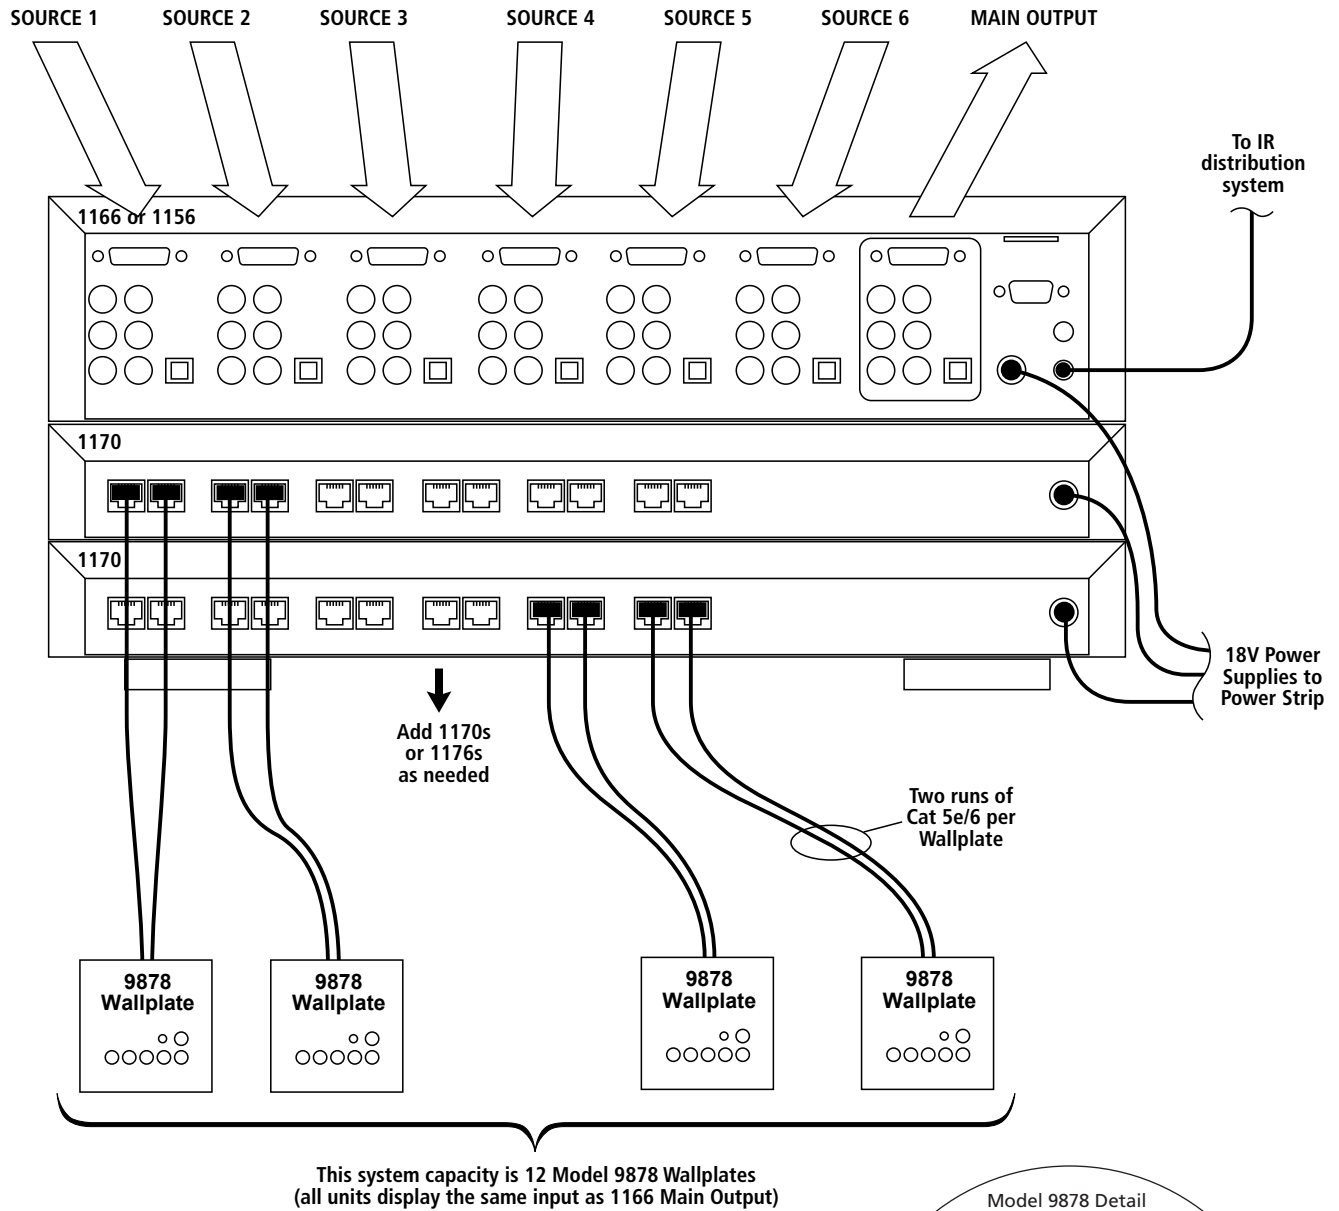 SOURCE 1
SOURCE 2
SOURCE 3
SOURCE 4
SOURCE 5
SOURCE 6
MAIN OUTPUT
To IR
distribution
system
1166 or 1156
1170
1170
18V Power
Supplies to
Power Strip
Add 1170s
or 1176s
as needed
Two runs of
Cat 5e/6 per
Wallplate
9878
Wallplate
9878
Wallplate
9878
Wallplate
9878
Wallplate
This system capacity is 12 Model 9878 Wallplates
(all units display the same input as 1166 Main Output)
Model 9878 Detail